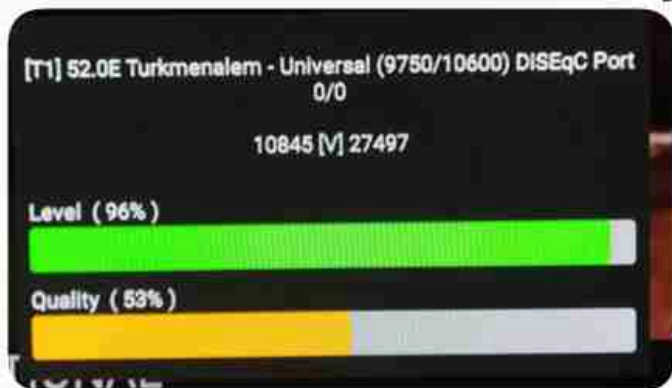 [T1] 52.0E Turkmenalem - Universal (9750/10600) DISEqC Port
0/0
10845 [V] 27497
Level ( 96% )
Quality ( 53% )